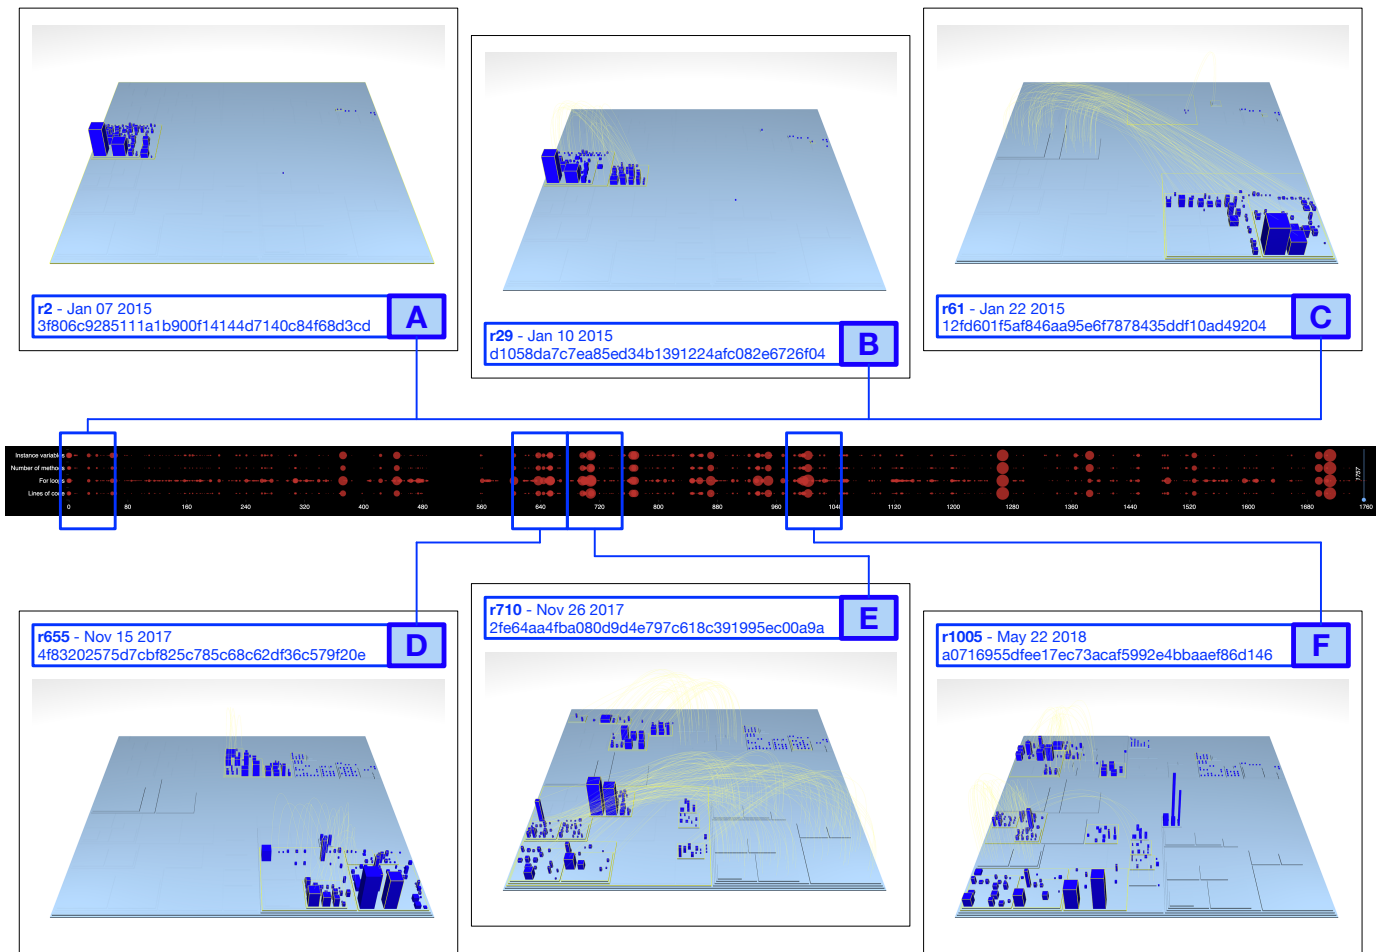 r2 - Jan 07 2015
3f806c9285111a1b900f14144d7140c84f68d3cd
A
r29 - Jan 10 2015
d1058da7c7ea85ed34b1391224afc082e6726f04
B
r61 - Jan 22 2015
12fd601f5af846aa95e6f7878435ddf10ad49204
C
Instance variables
Number of methods
For loops
Lines of code
0 80 160 240 320 400 480 560 640 720 800 880 960 1040 1120 1200 1280 1360 1440 1520 1600 1680 1760
1757
r655 - Nov 15 2017
4f83202575d7cbf825c785c68c62df36c579f20e
D
r710 - Nov 26 2017
2fe64aa4fba080d9d4e797c618c391995ec00a9a
E
r1005 - May 22 2018
a0716955dfee17ec73acaf5992e4bbaaef86d146
F